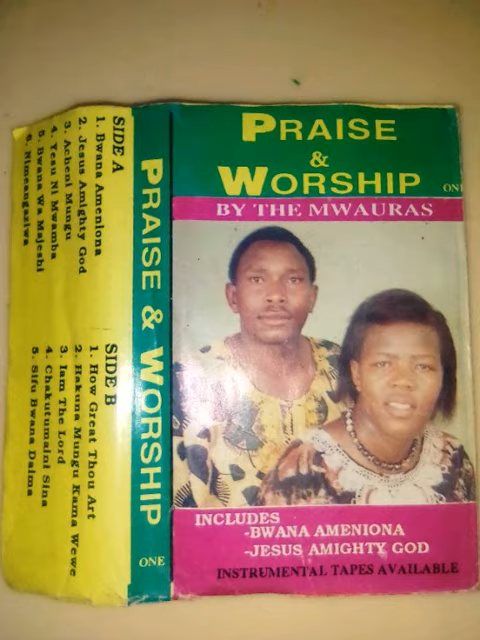 PRAISE
&
WORSHIP ONE
BY THE MWAURAS
INCLUDES
-BWANA AMENIONA
-JESUS AMIGHTY GOD
INSTRUMENTAL TAPES AVAILABLE
PRAISE & WORSHIP ONE
SIDE A
1. Bwana Ameniona
2. Jesus Amighty God
3. Acheni Mungu
4. Yesu Ni Mwamba
5. Bwana Wa Majeshi
6. Nimeangaziwa
SIDE B
1. How Great Thou Art
2. Hakuna Mungu Kama Wewe
3. Iam The Lord
4. Chakutumaini Sina
5. Sifu Bwana Daima